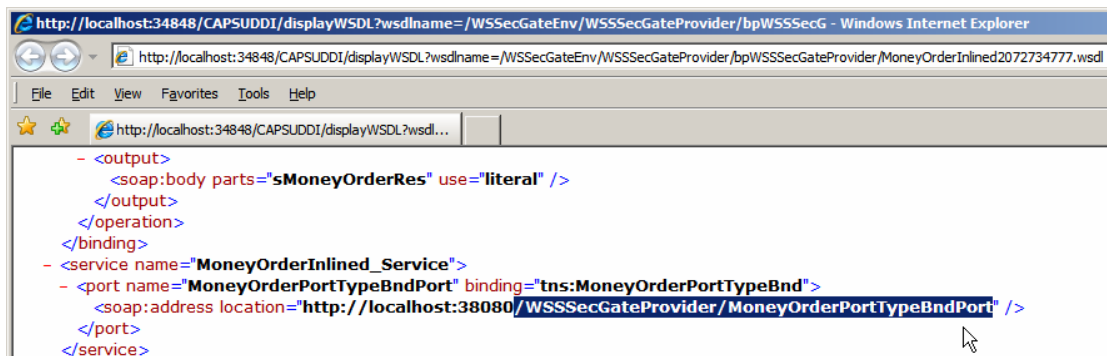 http://localhost:34848/CAPSUDDI/displayWSDL?wsdlname=/WSSecGateEnv/WSSSecGateProvider/bpWSSSecG - Windows Internet Explorer
http://localhost:34848/CAPSUDDI/displayWSDL?wsdlname=/WSSecGateEnv/WSSSecGateProvider/bpWSSSecGateProvider/MoneyOrderInlined2072734777.wsdl
File Edit View Favorites Tools Help
http://localhost:34848/CAPSUDDI/displayWSDL?wsdl...
- <output>
<soap:body parts="sMoneyOrderRes" use="literal" />
</output>
</operation>
</binding>
- <service name="MoneyOrderInlined_Service">
- <port name="MoneyOrderPortTypeBndPort" binding="tns:MoneyOrderPortTypeBnd">
<soap:address location="http://localhost:38080/WSSSecGateProvider/MoneyOrderPortTypeBndPort" />
</port>
</service>